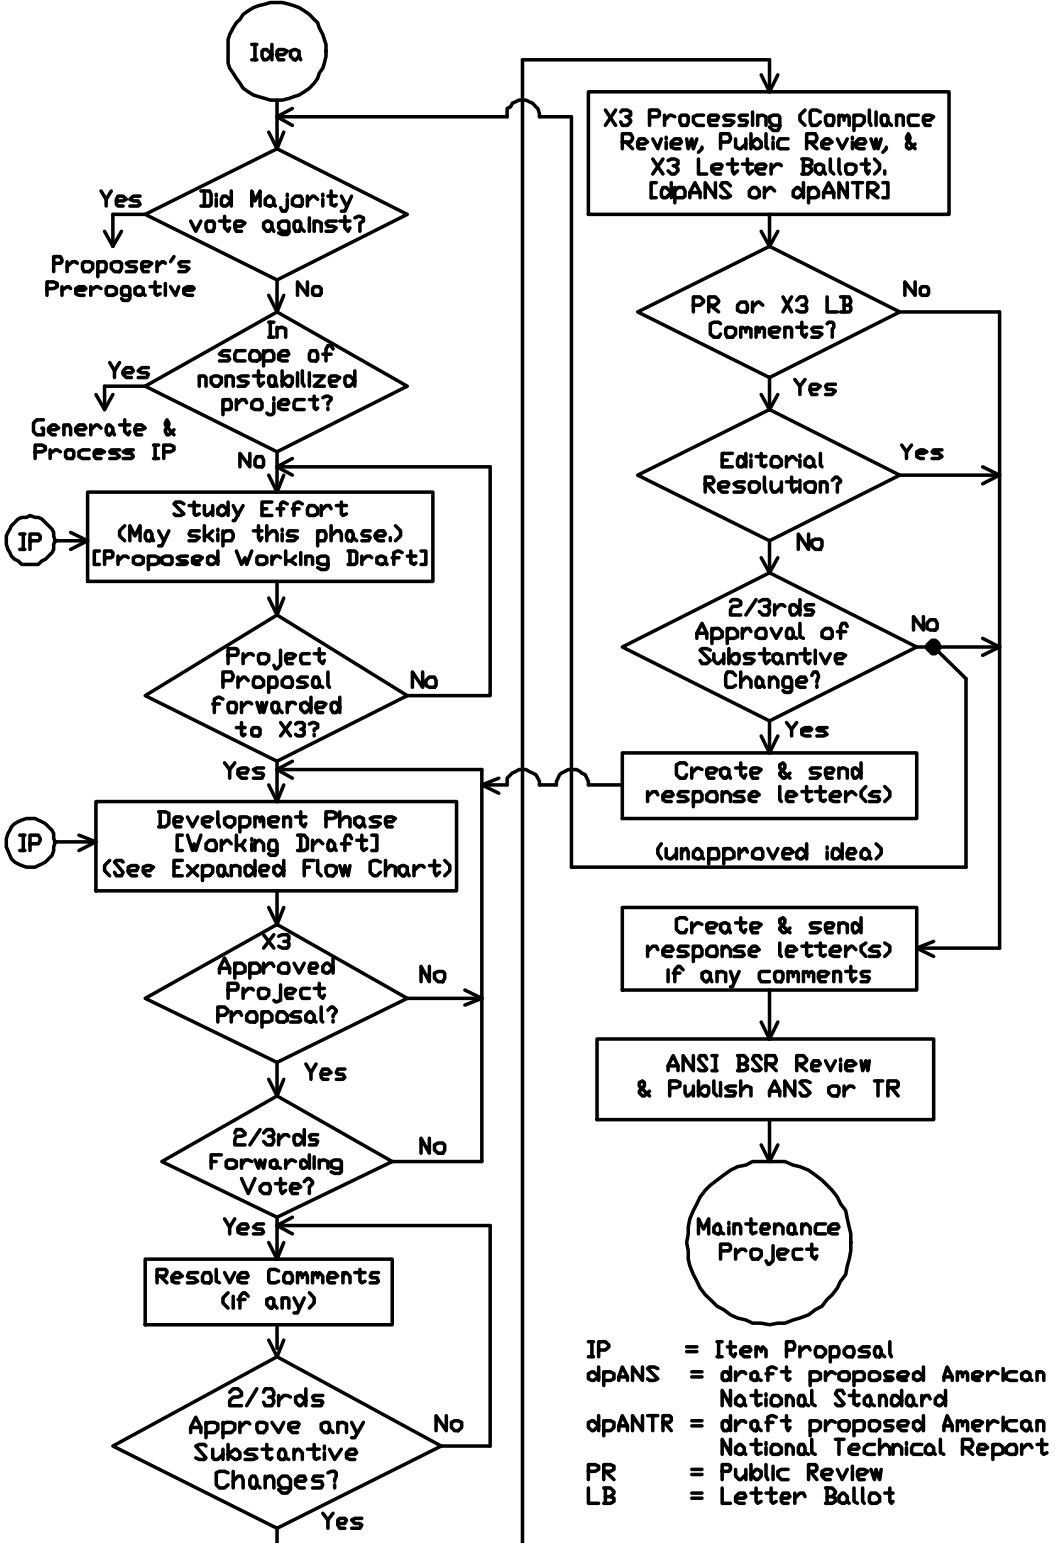 Idea
Did Majority
vote against?
Yes
Proposer's
Prerogative
No
In
scope of
nonstabilized
project?
Yes
Generate &
Process IP
No
IP
Study Effort
(May skip this phase.)
[Proposed Working Draft]
Project
Proposal
forwarded
to X3?
No
Yes
IP
Development Phase
[Working Draft]
(See Expanded Flow Chart)
X3
Approved
Project
Proposal?
No
Yes
2/3rds
Forwarding
Vote?
No
Yes
Resolve Comments
(if any)
2/3rds
Approve any
Substantive
Changes?
No
Yes
X3 Processing (Compliance
Review, Public Review, &
X3 Letter Ballot).
[dpANS or dpANTR]
PR or X3 LB
Comments?
No
Yes
Editorial
Resolution?
Yes
No
2/3rds
Approval of
Substantive
Change?
No
Yes
Create & send
response letter(s)
(unapproved idea)
Create & send
response letter(s)
if any comments
ANSI BSR Review
& Publish ANS or TR
Maintenance
Project
IP = Item Proposal
dpANS = draft proposed American
National Standard
dpANTR = draft proposed American
National Technical Report
PR = Public Review
LB = Letter Ballot